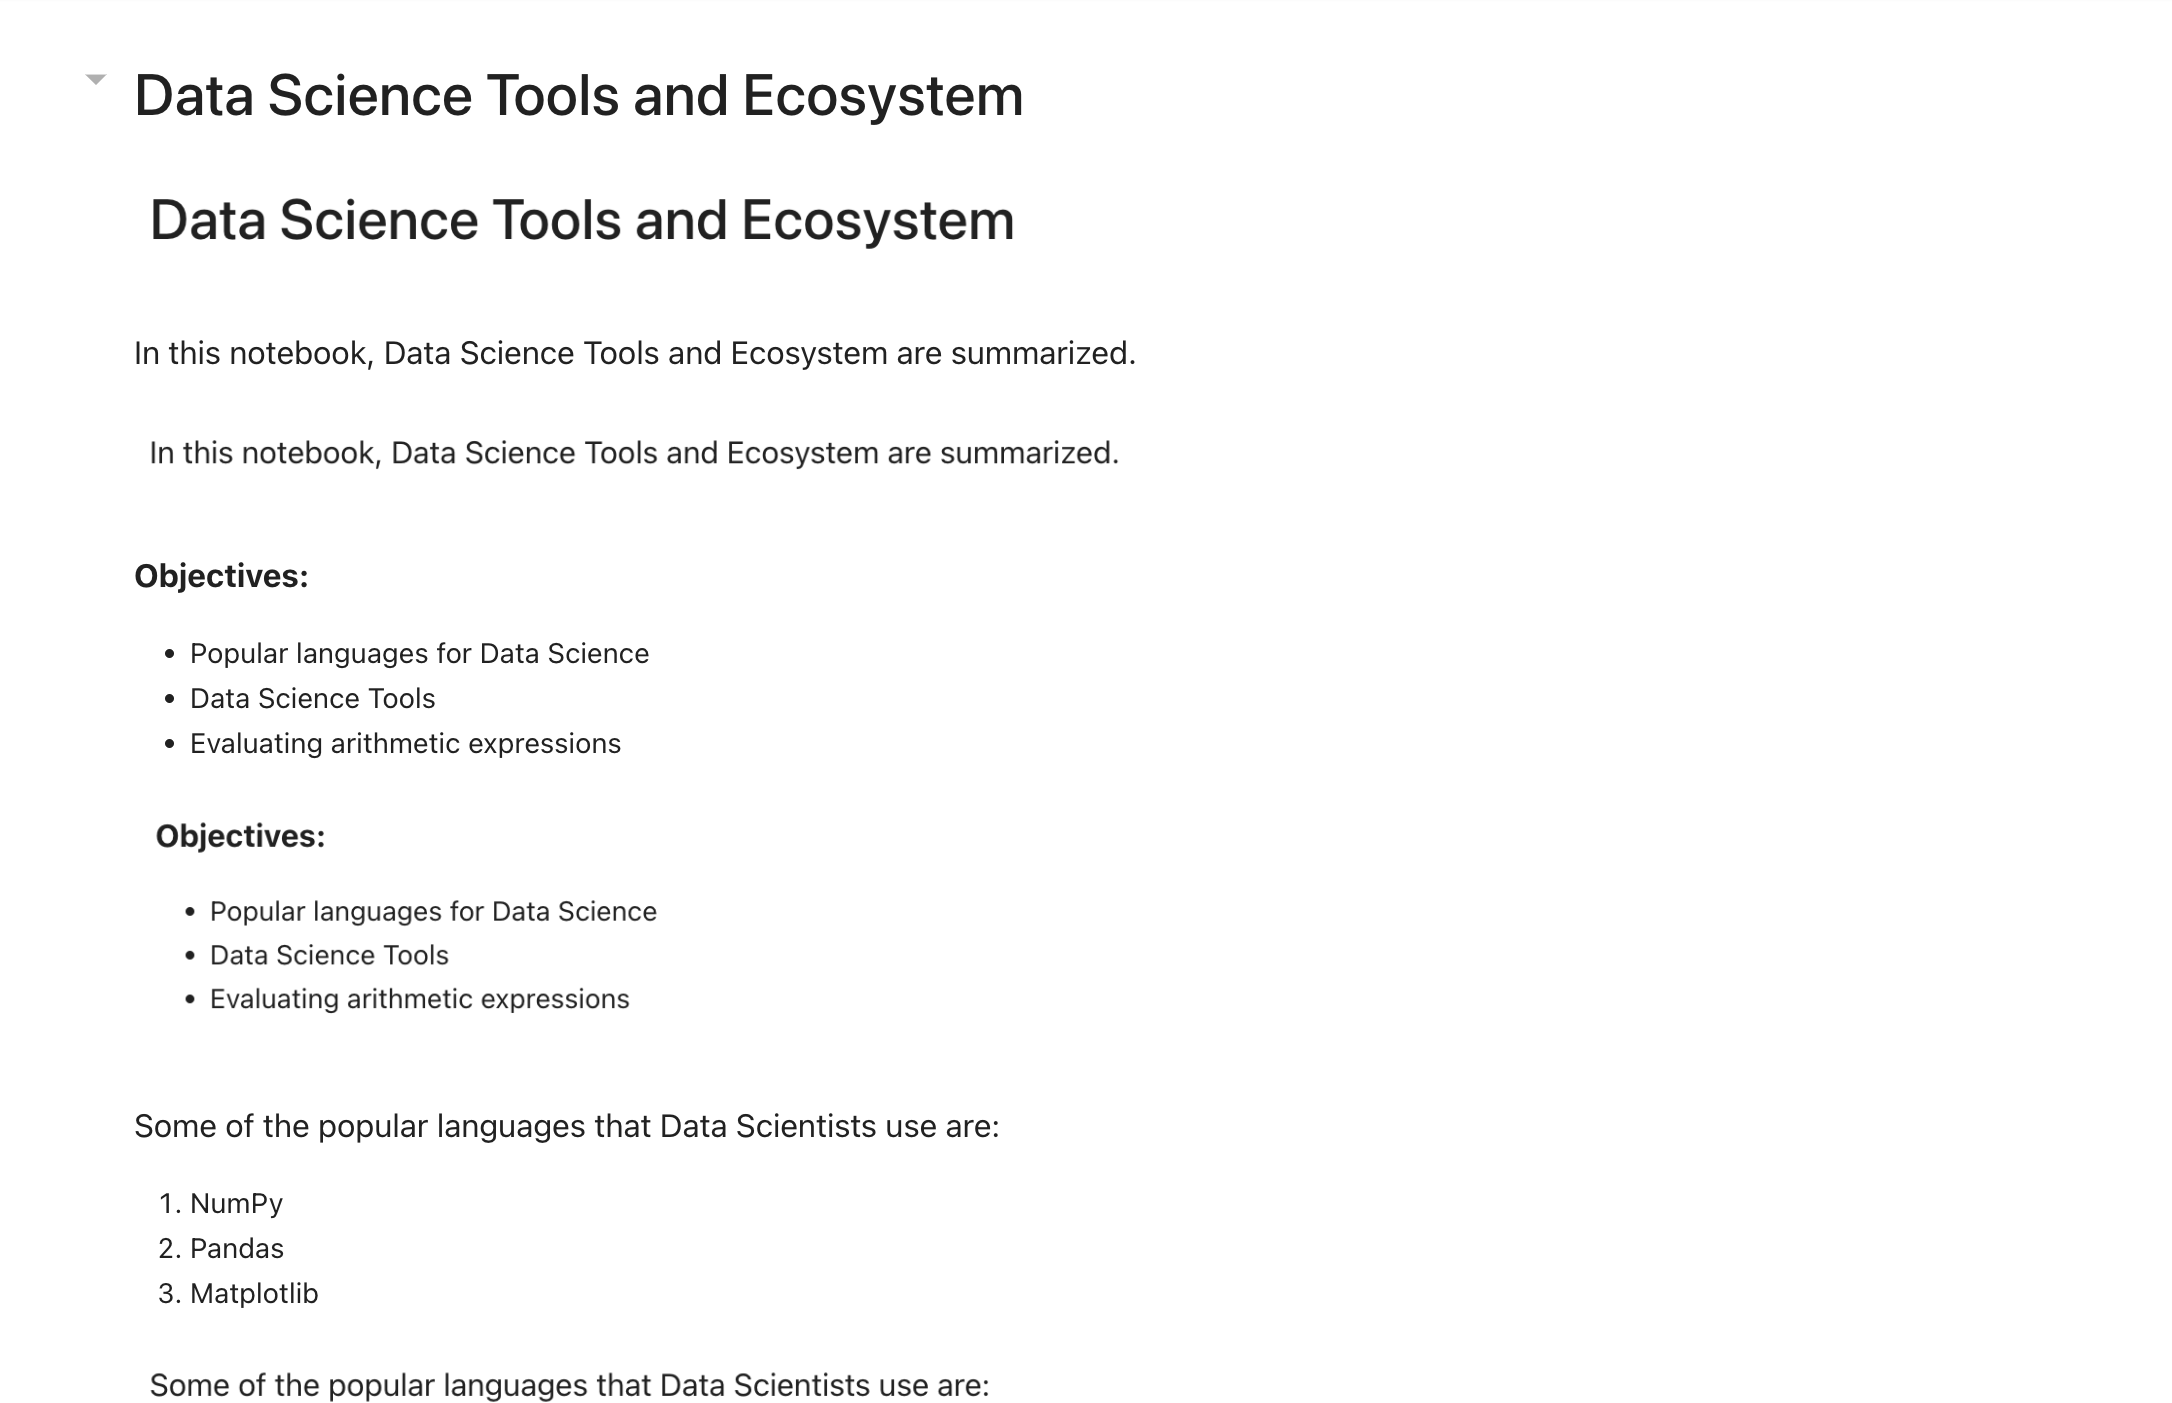 Data Science Tools and Ecosystem
Data Science Tools and Ecosystem
In this notebook, Data Science Tools and Ecosystem are summarized.
In this notebook, Data Science Tools and Ecosystem are summarized.
Objectives:
• Popular languages for Data Science
• Data Science Tools
• Evaluating arithmetic expressions
Objectives:
• Popular languages for Data Science
• Data Science Tools
• Evaluating arithmetic expressions
Some of the popular languages that Data Scientists use are:
1. NumPy
2. Pandas
3. Matplotlib
Some of the popular languages that Data Scientists use are: